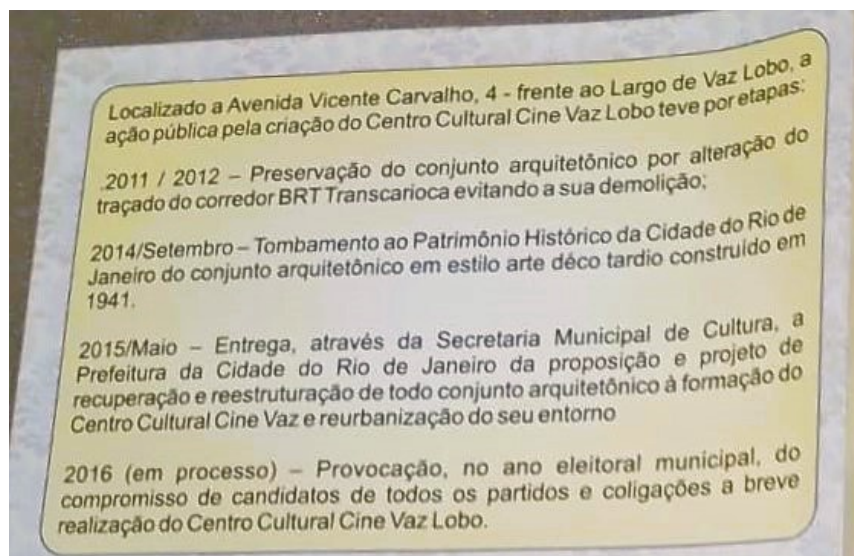 Localizado a Avenida Vicente Carvalho, 4 - frente ao Largo de Vaz Lobo, a
ação pública pela criação do Centro Cultural Cine Vaz Lobo teve por etapas:
.2011 / 2012 – Preservação do conjunto arquitetônico por alteração do
traçado do corredor BRT Transcarioca evitando a sua demolição;
2014/Setembro – Tombamento ao Patrimônio Histórico da Cidade do Rio de
Janeiro do conjunto arquitetônico em estilo arte déco tardio construído em
1941.
2015/Maio – Entrega, através da Secretaria Municipal de Cultura, a
Prefeitura da Cidade do Rio de Janeiro da proposição e projeto de
recuperação e reestruturação de todo conjunto arquitetônico à formação do
Centro Cultural Cine Vaz e reurbanização do seu entorno
2016 (em processo) – Provocação, no ano eleitoral municipal, do
compromisso de candidatos de todos os partidos e coligações a breve
realização do Centro Cultural Cine Vaz Lobo.